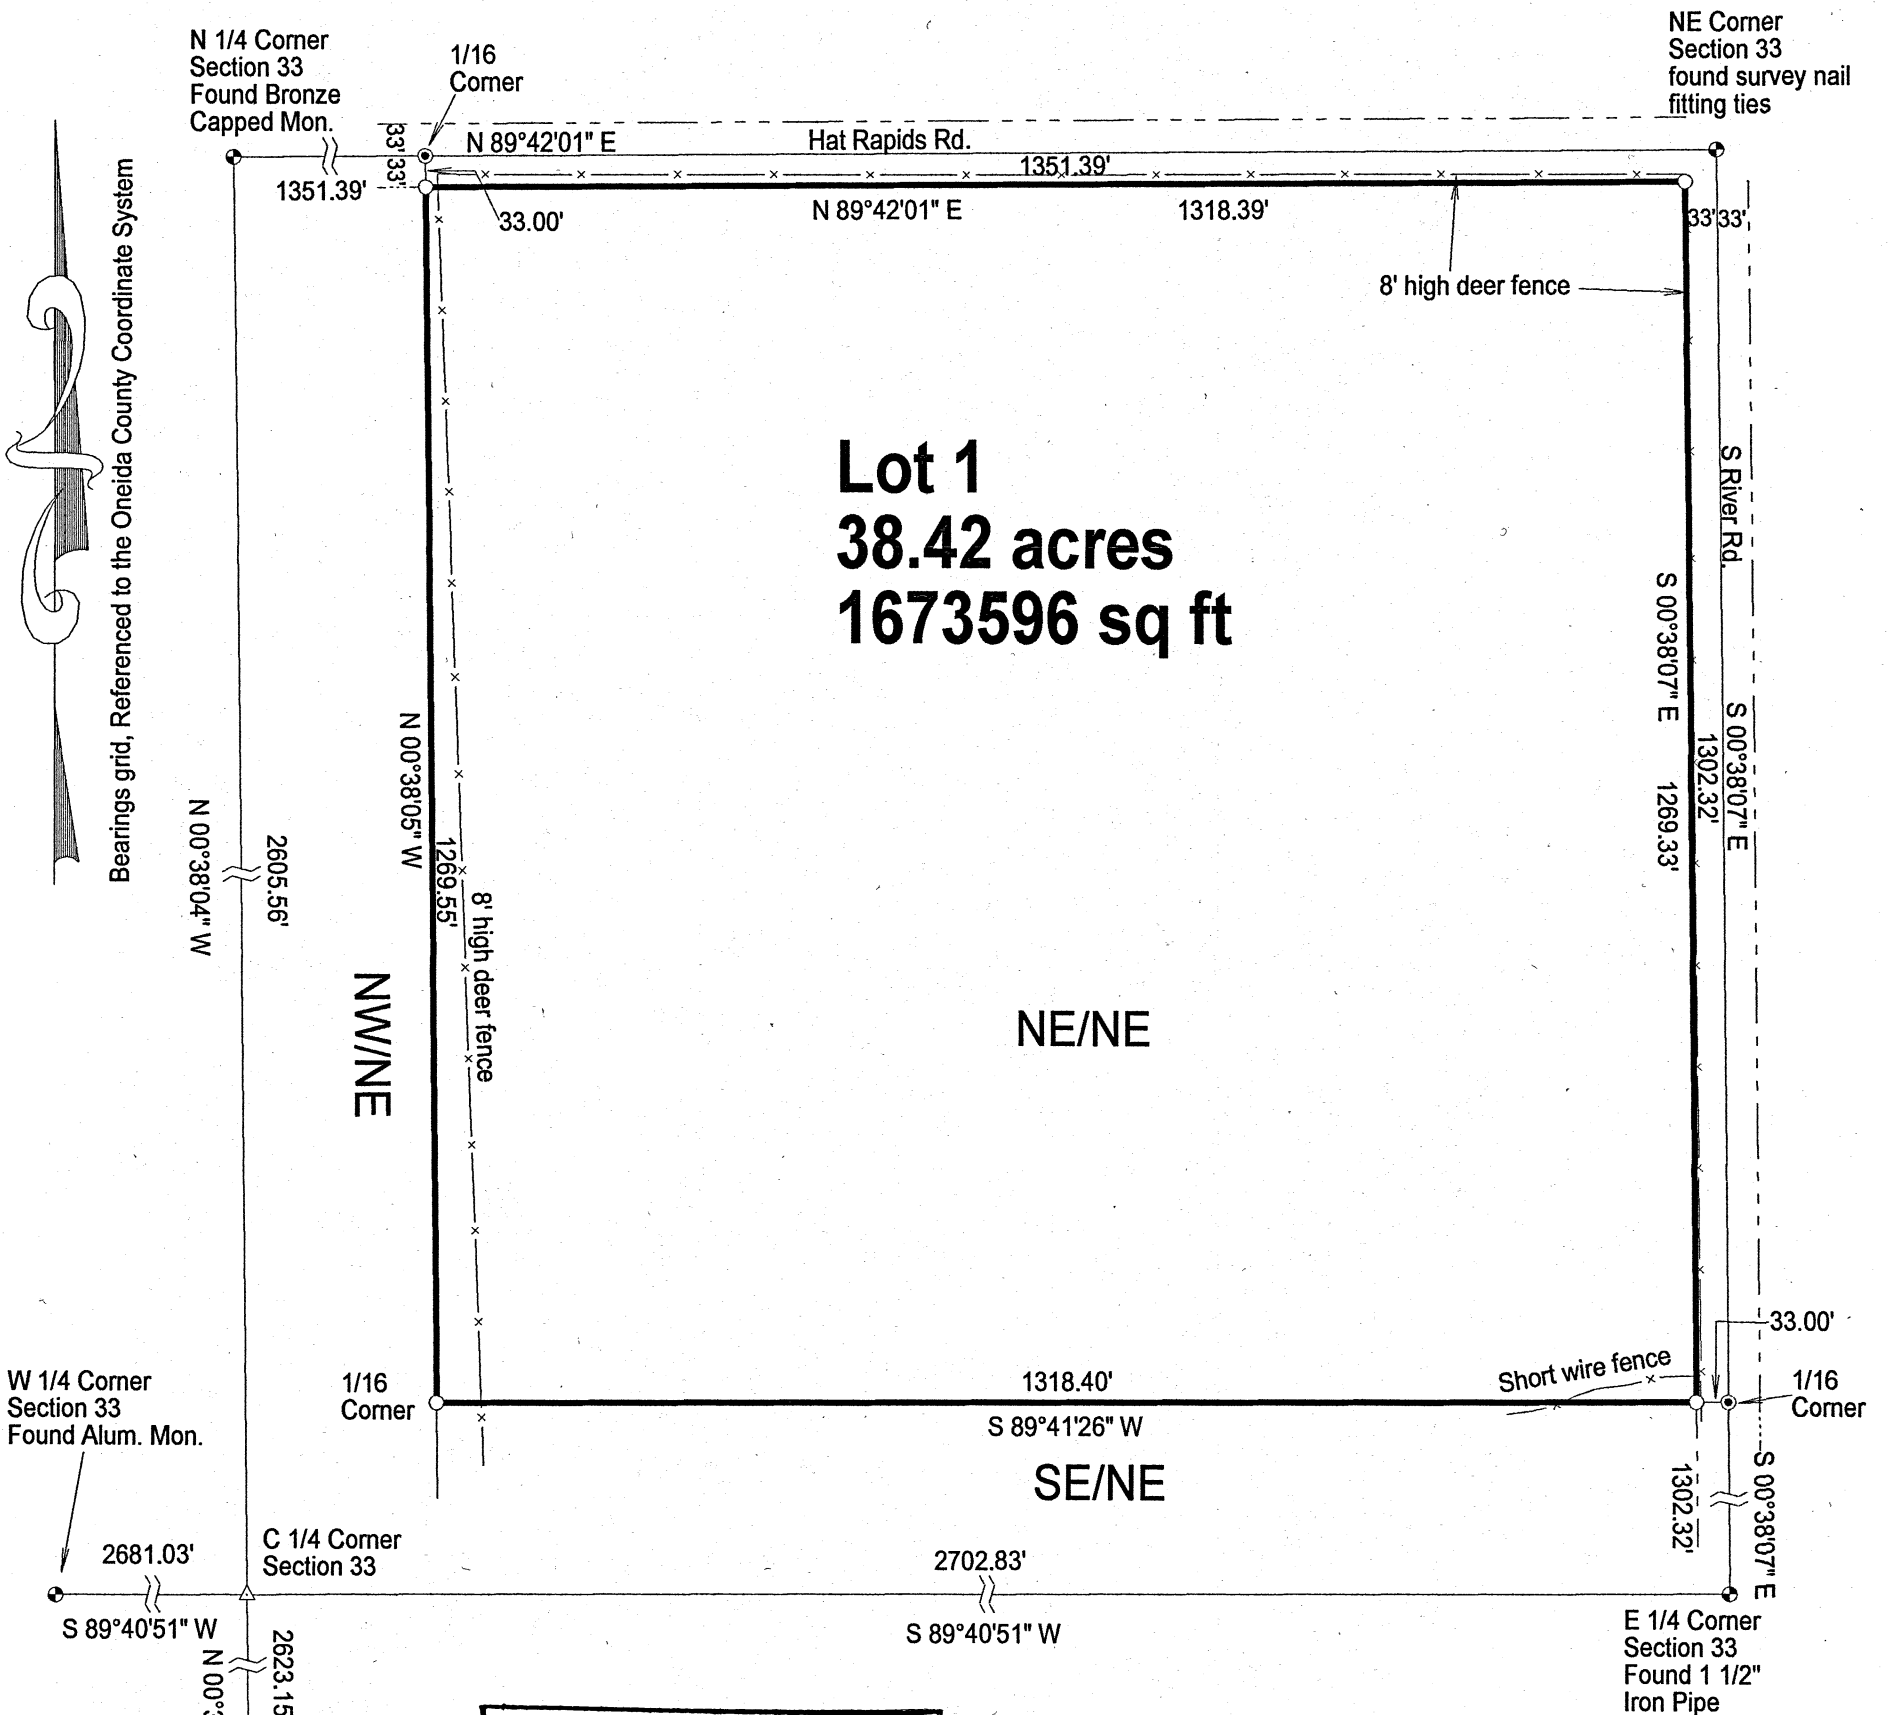 N 1/4 Corner
Section 33
Found Bronze
Capped Mon.
1/16
Corner
NE Corner
Section 33
found survey nail
fitting ties
33'
33'
N 89°42'01" E
Hat Rapids Rd.
1351.39'
1351.39'
33.00'
N 89°42'01" E
1318.39'
33'
33'
8' high deer fence
Bearings grid, Referenced to the Oneida County Coordinate System
Lot 1
38.42 acres
1673596 sq ft
S River Rd.
S 00°38'07" E
1269.33'
1302.32'
S 00°38'07" E
N 00°38'05" W
1269.55'
8' high deer fence
N 00°38'04" W
2605.56'
NW/NE
NE/NE
33.00'
Short wire fence
1/16
Corner
1318.40'
S 89°41'26" W
1/16
Corner
W 1/4 Corner
Section 33
Found Alum. Mon.
SE/NE
1302.32'
S 00°38'07" E
C 1/4 Corner
Section 33
2681.03'
2702.83'
S 89°40'51" W
S 89°40'51" W
E 1/4 Corner
Section 33
Found 1 1/2"
Iron Pipe
2623.15
N 00°3